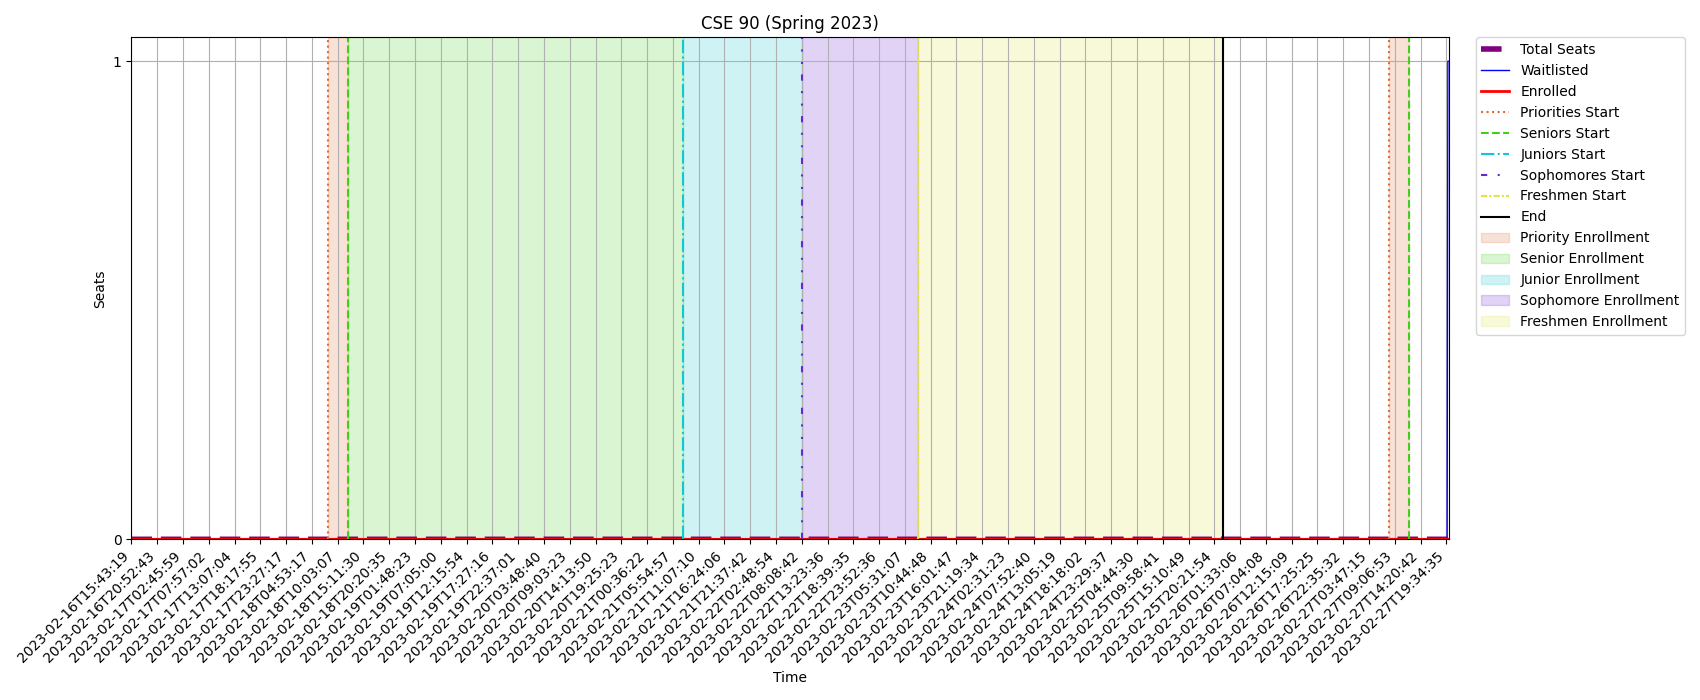 CSE 90 (Spring 2023)
Total Seats
Waitlisted
Enrolled
Priorities Start
Seniors Start
Juniors Start
Sophomores Start
Freshmen Start
End
Priority Enrollment
Senior Enrollment
Junior Enrollment
Sophomore Enrollment
Freshmen Enrollment
1
0
Seats
2023-02-16T15:43:19
2023-02-16T20:52:43
2023-02-17T02:45:59
2023-02-17T07:57:02
2023-02-17T13:07:04
2023-02-17T18:17:55
2023-02-17T23:27:17
2023-02-18T04:53:17
2023-02-18T10:03:07
2023-02-18T15:11:30
2023-02-18T20:20:35
2023-02-19T01:48:23
2023-02-19T07:05:00
2023-02-19T12:15:54
2023-02-19T17:27:16
2023-02-19T22:37:01
2023-02-20T03:48:40
2023-02-20T09:03:23
2023-02-20T14:13:50
2023-02-20T19:25:23
2023-02-21T00:36:22
2023-02-21T05:54:57
2023-02-21T11:07:10
2023-02-21T16:24:06
2023-02-21T21:37:42
2023-02-22T02:48:54
2023-02-22T08:08:42
2023-02-22T13:23:36
2023-02-22T18:39:35
2023-02-22T23:52:36
2023-02-23T05:31:07
2023-02-23T10:44:48
2023-02-23T16:01:47
2023-02-23T21:19:34
2023-02-24T02:31:23
2023-02-24T07:52:40
2023-02-24T13:05:19
2023-02-24T18:18:02
2023-02-24T23:29:37
2023-02-25T04:44:30
2023-02-25T09:58:41
2023-02-25T15:10:49
2023-02-25T20:21:54
2023-02-26T01:33:06
2023-02-26T07:04:08
2023-02-26T12:15:09
2023-02-26T17:25:25
2023-02-26T22:35:32
2023-02-27T03:47:15
2023-02-27T09:06:53
2023-02-27T14:20:42
2023-02-27T19:34:35
Time